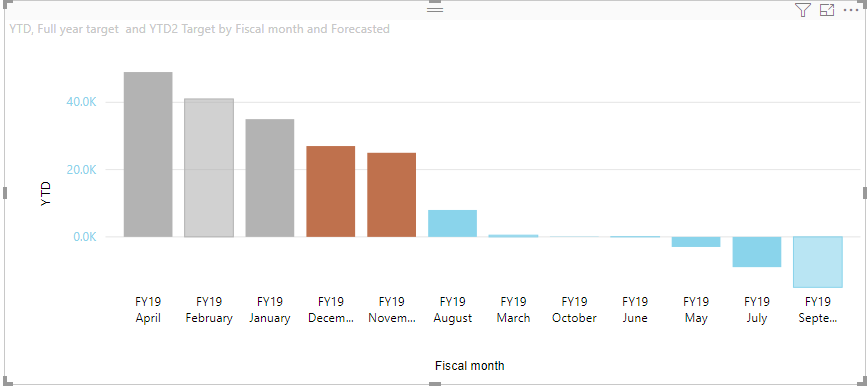 YTD, Full year target and YTD2 Target by Fiscal month and Forecasted
40.0K
20.0K
0.0K
YTD
FY19 FY19 FY19 FY19 FY19 FY19 FY19 FY19 FY19 FY19 FY19 FY19
April February January Decem... Novem... August March October June May July Septe...
Fiscal month